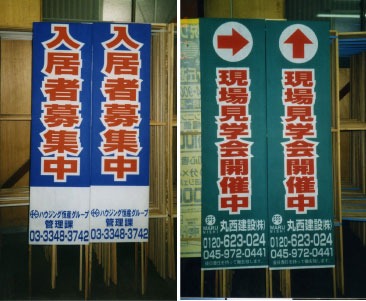 入居者募集中
ハウジング恒産グループ
管理課
03-3348-3742
入居者募集中
ハウジング恒産グループ
管理課
03-3348-3742
現場見学会開催中
MARU
丸西建設(株)
0120-623-024
045-972-0441
現場見学会開催中
MARU
丸西建設(株)
0120-623-024
045-972-0441